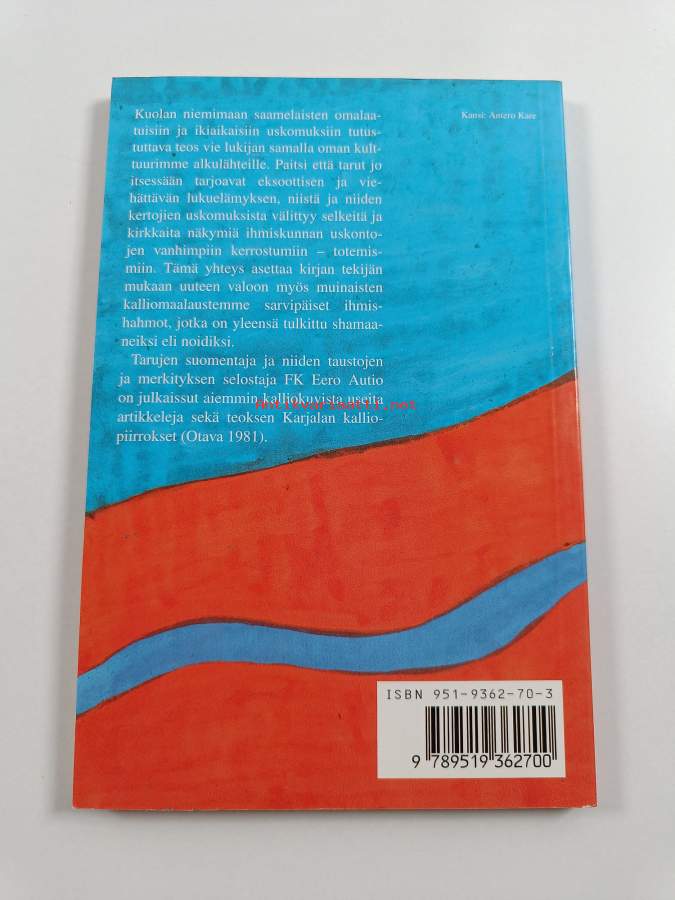 Kuolan niemimaan saamelaisten omalaa-
tuisiin ja ikiaikaisiin uskomuksiin tutus-
tuttava teos vie lukijan samalla oman kult-
tuurimme alkulähteille. Paitsi että tarut jo
itsessään tarjoavat eksoottisen ja vie-
hättävän lukuelämyksen, niistä ja niiden
kertojien uskomuksista välittyy selkeitä ja
kirkkaita näkymiä ihmiskunnan uskonto-
jen vanhimpiin kerrostumiin – totemis-
miin. Tämä yhteys asettaa kirjan tekijän
mukaan uuteen valoon myös muinaisten
kalliomaalaustemme sarvipäiset ihmis-
hahmot, jotka on yleensä tulkittu shamaa-
neiksi eli noidiksi.
Tarujen suomentaja ja niiden taustojen
ja merkityksen selostaja FK Eero Autio
on julkaissut aiemmin kalliokuvista useita
artikkeleja sekä teoksen Karjalan kallio-
piirrokset (Otava 1981).
Kansi: Antero Kare
Antikvariaatti.net
ISBN 951-9362-70-3
9 789519 362700